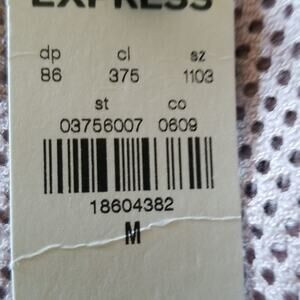 EXPRESS
dp cl sz
86 375 1103
st co
03756007 0609
18604382
M